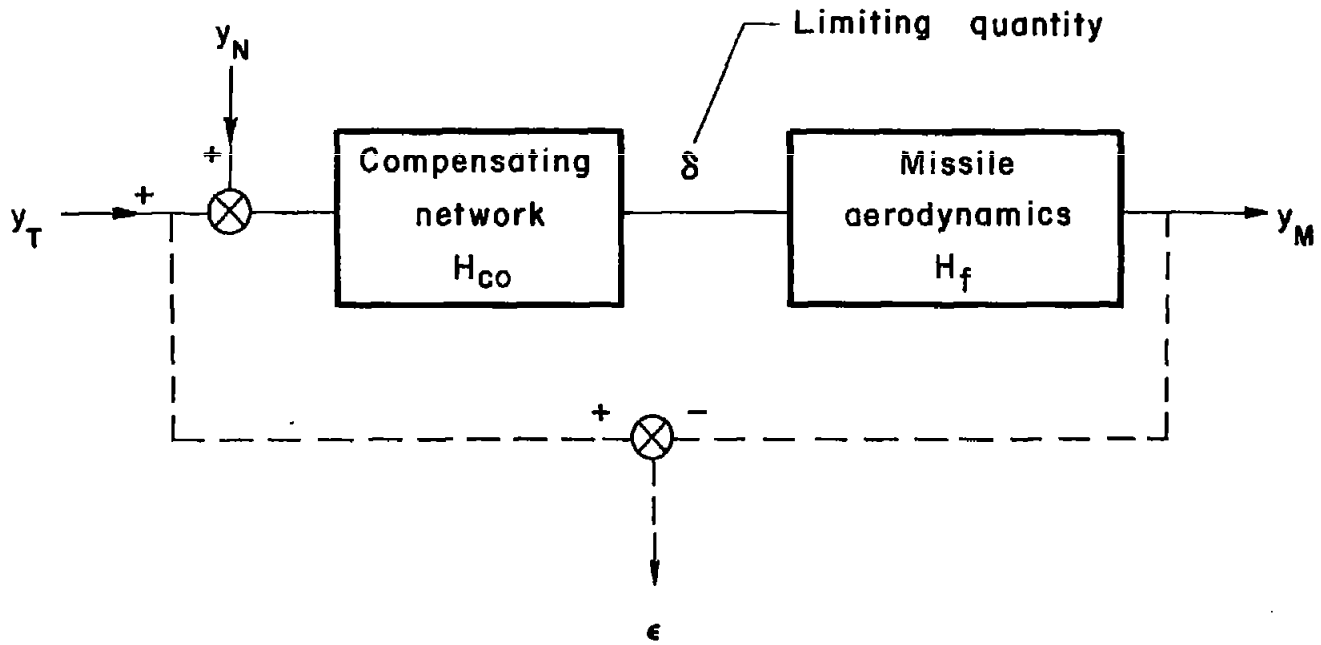 Limiting quantity
y_N
+
+
y_T
Compensating
network
H_co
δ
Missile
aerodynamics
H_f
y_M
+
−
ε